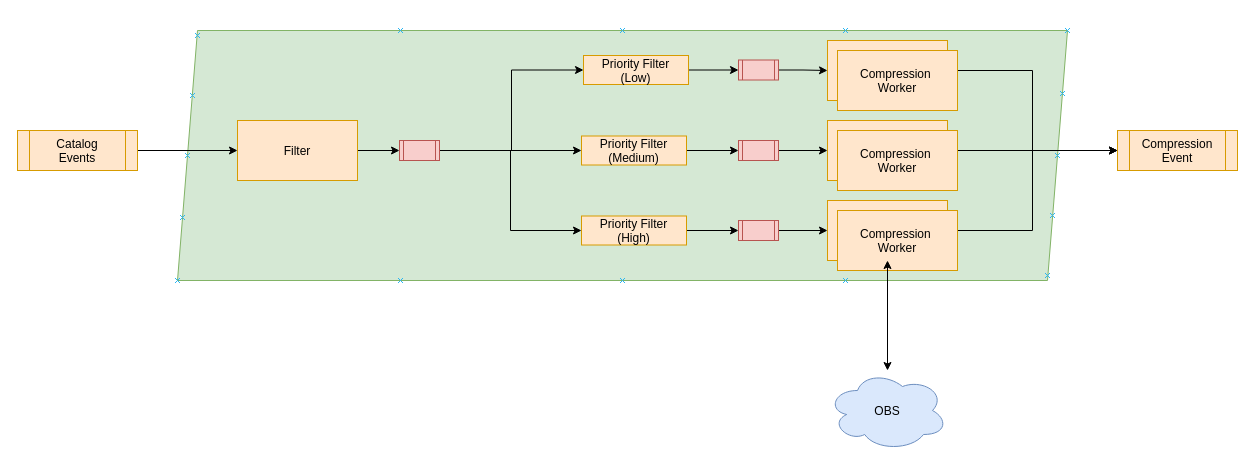 Catalog
Events
Filter
Priority Filter
(Low)
Compression
Worker
Priority Filter
(Medium)
Compression
Worker
Priority Filter
(High)
Compression
Worker
Compression
Event
OBS